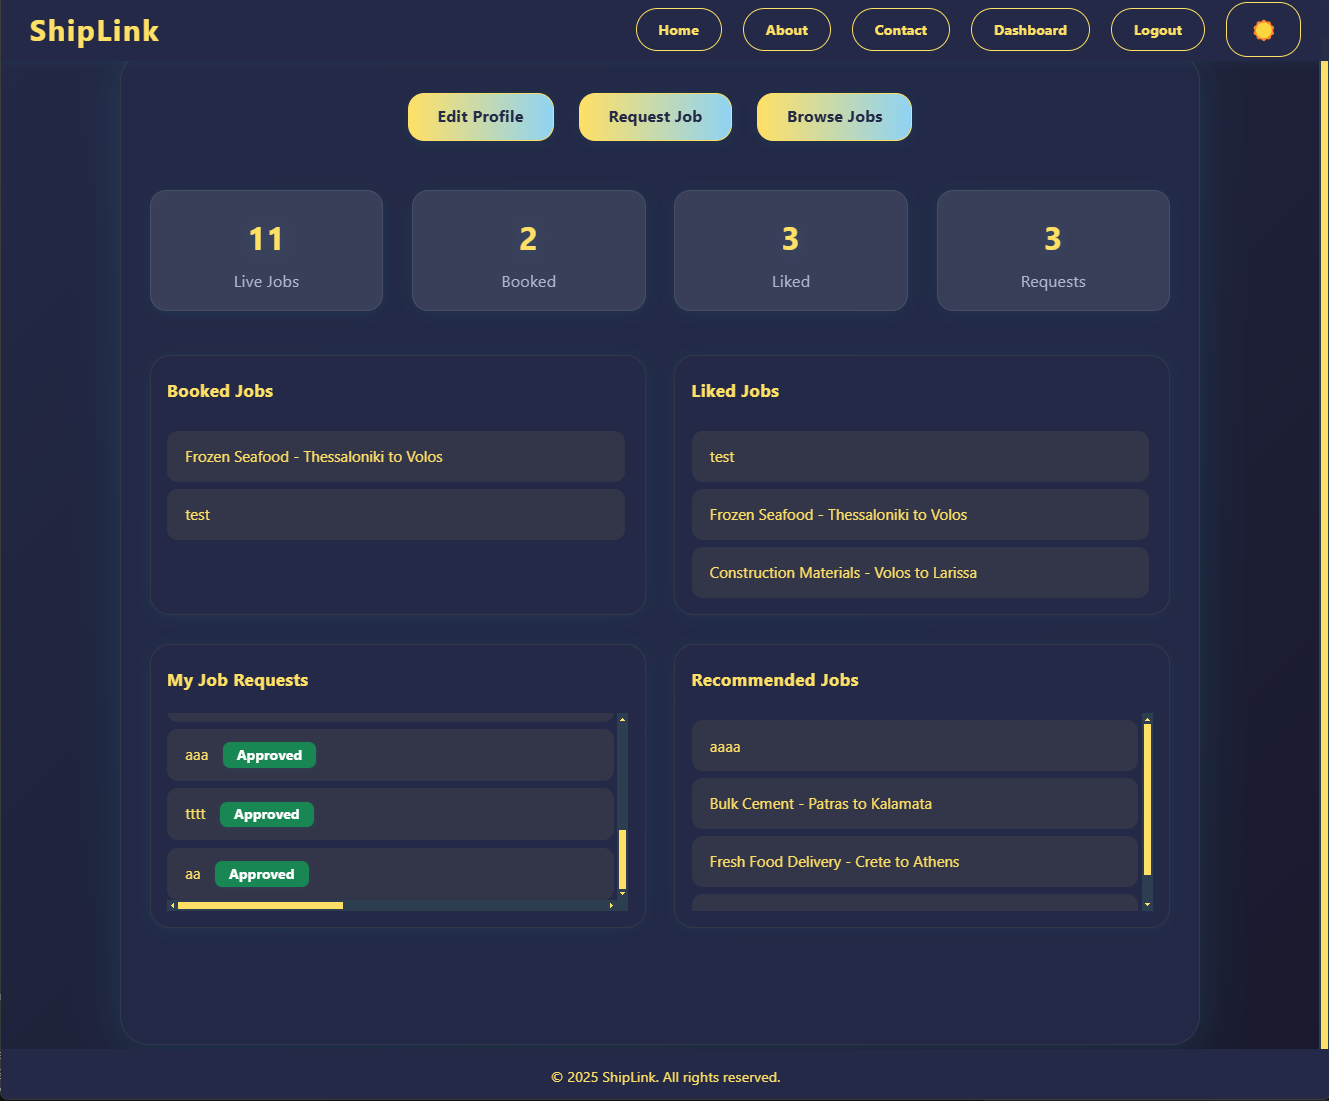 ShipLink
Home
About
Contact
Dashboard
Logout
Edit Profile
Request Job
Browse Jobs
11
Live Jobs
2
Booked
3
Liked
3
Requests
Booked Jobs
Frozen Seafood - Thessaloniki to Volos
test
Liked Jobs
test
Frozen Seafood - Thessaloniki to Volos
Construction Materials - Volos to Larissa
My Job Requests
aaa Approved
tttt Approved
aa Approved
Recommended Jobs
aaaa
Bulk Cement - Patras to Kalamata
Fresh Food Delivery - Crete to Athens
© 2025 ShipLink. All rights reserved.